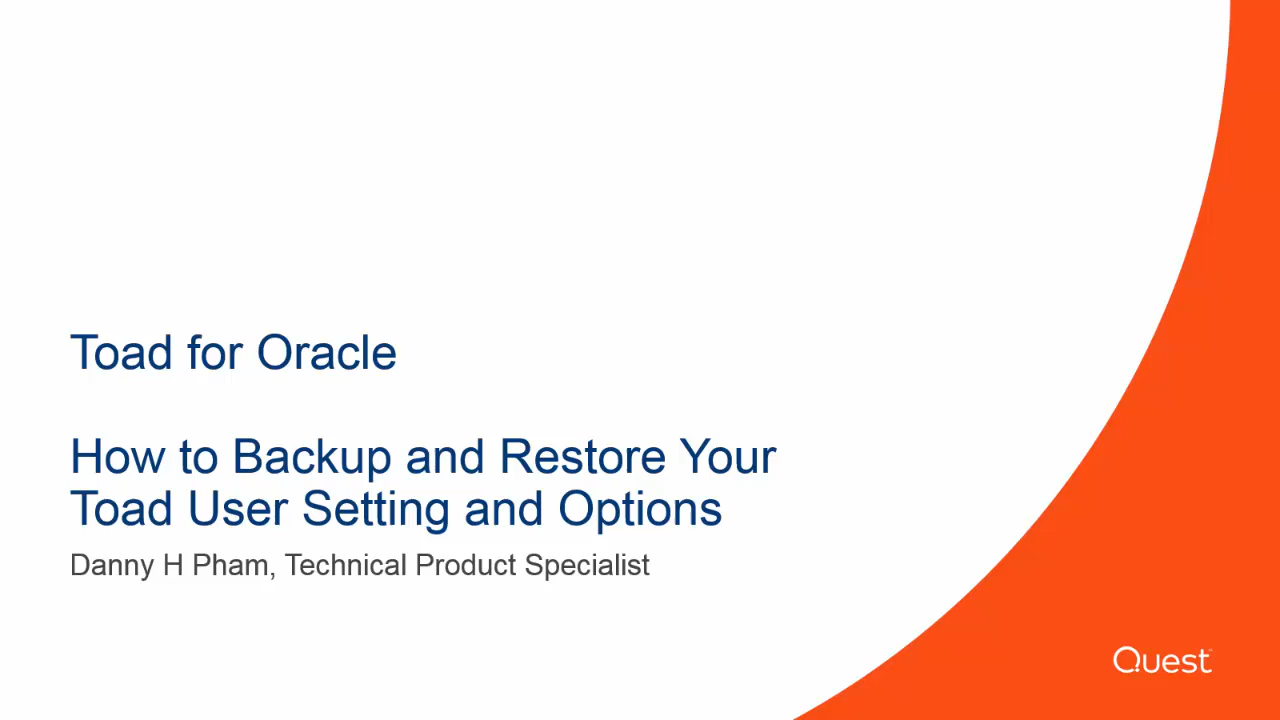 Toad for Oracle
How to Backup and Restore Your
Toad User Setting and Options
Danny H Pham, Technical Product Specialist
Quest